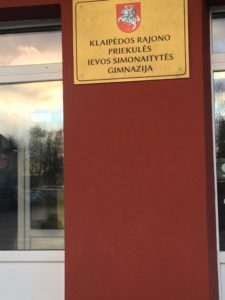 KLAIPĖDOS RAJONO
PRIEKULĖS
IEVOS SIMONAITYTĖS
GIMNAZIJA